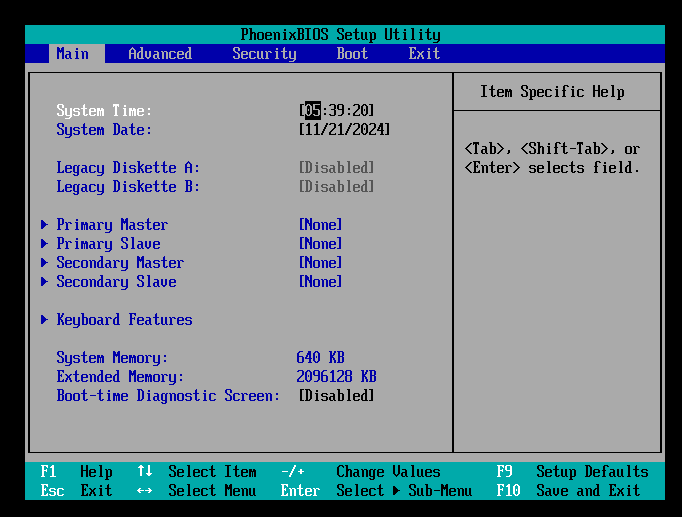 PhoenixBIOS Setup Utility
Main Advanced Security Boot Exit
Item Specific Help
System Time: [05:39:20]
System Date: [11/21/2024]
<Tab>, <Shift-Tab>, or
<Enter> selects field.
Legacy Diskette A: [Disabled]
Legacy Diskette B: [Disabled]
Primary Master [None]
Primary Slave [None]
Secondary Master [None]
Secondary Slave [None]
Keyboard Features
System Memory: 640 KB
Extended Memory: 2096128 KB
Boot-time Diagnostic Screen: [Disabled]
F1 Help ↑↓ Select Item -/+ Change Values F9 Setup Defaults
Esc Exit ↔ Select Menu Enter Select ▶ Sub-Menu F10 Save and Exit